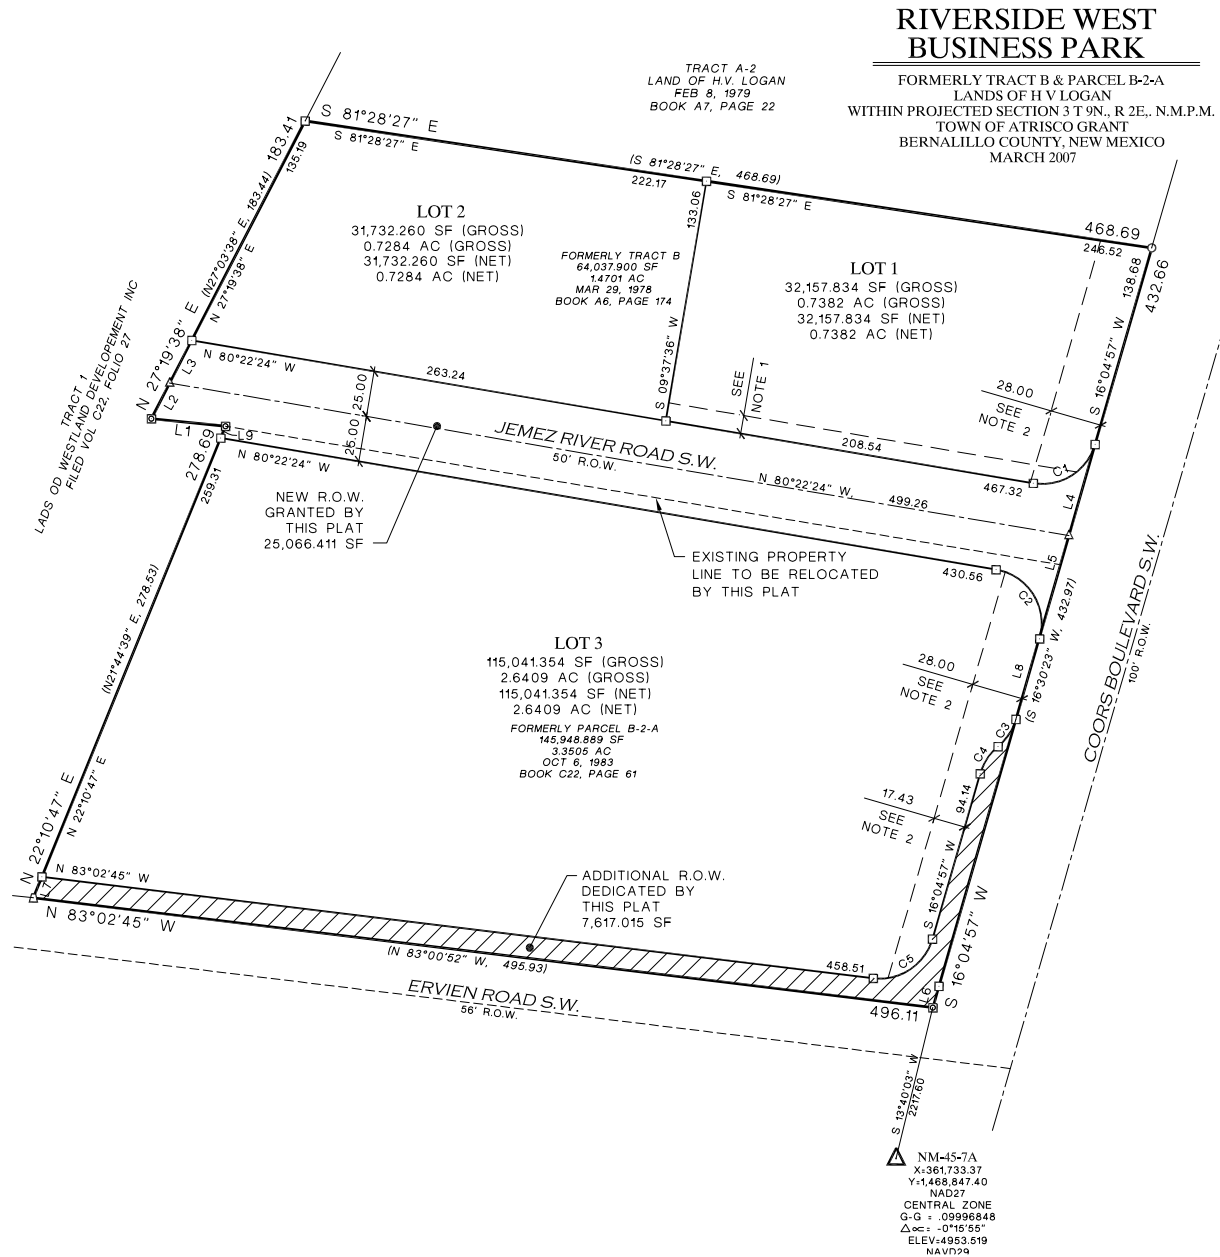 RIVERSIDE WEST
BUSINESS PARK
FORMERLY TRACT B & PARCEL B-2-A
LANDS OF H V LOGAN
WITHIN PROJECTED SECTION 3 T 9N., R 2E,. N.M.P.M.
TOWN OF ATRISCO GRANT
BERNALILLO COUNTY, NEW MEXICO
MARCH 2007
TRACT A-2
LAND OF H.V. LOGAN
FEB 8, 1979
BOOK A7, PAGE 22
S 81°28'27" E
S 81°28'27" E
(S 81°28'27" E, 468.69)
222.17
S 81°28'27" E
468.69
246.52
183.41
135.19
(N27°03'38" E, 183.44)
N 27°19'38" E
N 27°19'38" E
138.68
432.66
S 16°04'57" W
133.06
S 09°37'36" W
LOT 2
31,732.260 SF (GROSS)
0.7284 AC (GROSS)
31,732.260 SF (NET)
0.7284 AC (NET)
FORMERLY TRACT B
64,037.900 SF
1.4701 AC
MAR 29, 1978
BOOK A6, PAGE 174
LOT 1
32,157.834 SF (GROSS)
0.7382 AC (GROSS)
32,157.834 SF (NET)
0.7382 AC (NET)
TRACT 1
LADS OD WESTLAND DEVELOPEMENT INC
FILED VOL C22, FOLIO 27
L3
L2
L1
L9
N 80°22'24" W
263.24
25.00
25.00
SEE
NOTE 1
28.00
SEE
NOTE 2
208.54
C1
467.32
L4
JEMEZ RIVER ROAD S.W.
50' R.O.W.
N 80°22'24" W,
499.26
L5
278.69
259.31
N 80°22'24" W
NEW R.O.W.
GRANTED BY
THIS PLAT
25,066.411 SF
EXISTING PROPERTY
LINE TO BE RELOCATED
BY THIS PLAT
430.56
C2
(S 16°30'23" W, 432.97)
L8
COORS BOULEVARD S.W.
100' R.O.W.
LOT 3
115,041.354 SF (GROSS)
2.6409 AC (GROSS)
115,041.354 SF (NET)
2.6409 AC (NET)
FORMERLY PARCEL B-2-A
145,948.889 SF
3.3505 AC
OCT 6, 1983
BOOK C22, PAGE 61
28.00
SEE
NOTE 2
C3
C4
94.14
17.43
SEE
NOTE 2
S 16°04'57" W
(N21°44'39" E, 278.53)
N 22°10'47" E
N 22°10'47" E
L7
N 83°02'45" W
N 83°02'45" W
ADDITIONAL R.O.W.
DEDICATED BY
THIS PLAT
7,617.015 SF
(N 83°00'52" W, 495.93)
458.51
C5
L6
S 16°04'57" W
496.11
ERVIEN ROAD S.W.
56' R.O.W.
S 13°40'03" W
2217.60
NM-45-7A
X=361,733.37
Y=1,468,847.40
NAD27
CENTRAL ZONE
G-G = .09996848
Δ∝= -0°15'55"
ELEV=4953.519
NAVD29